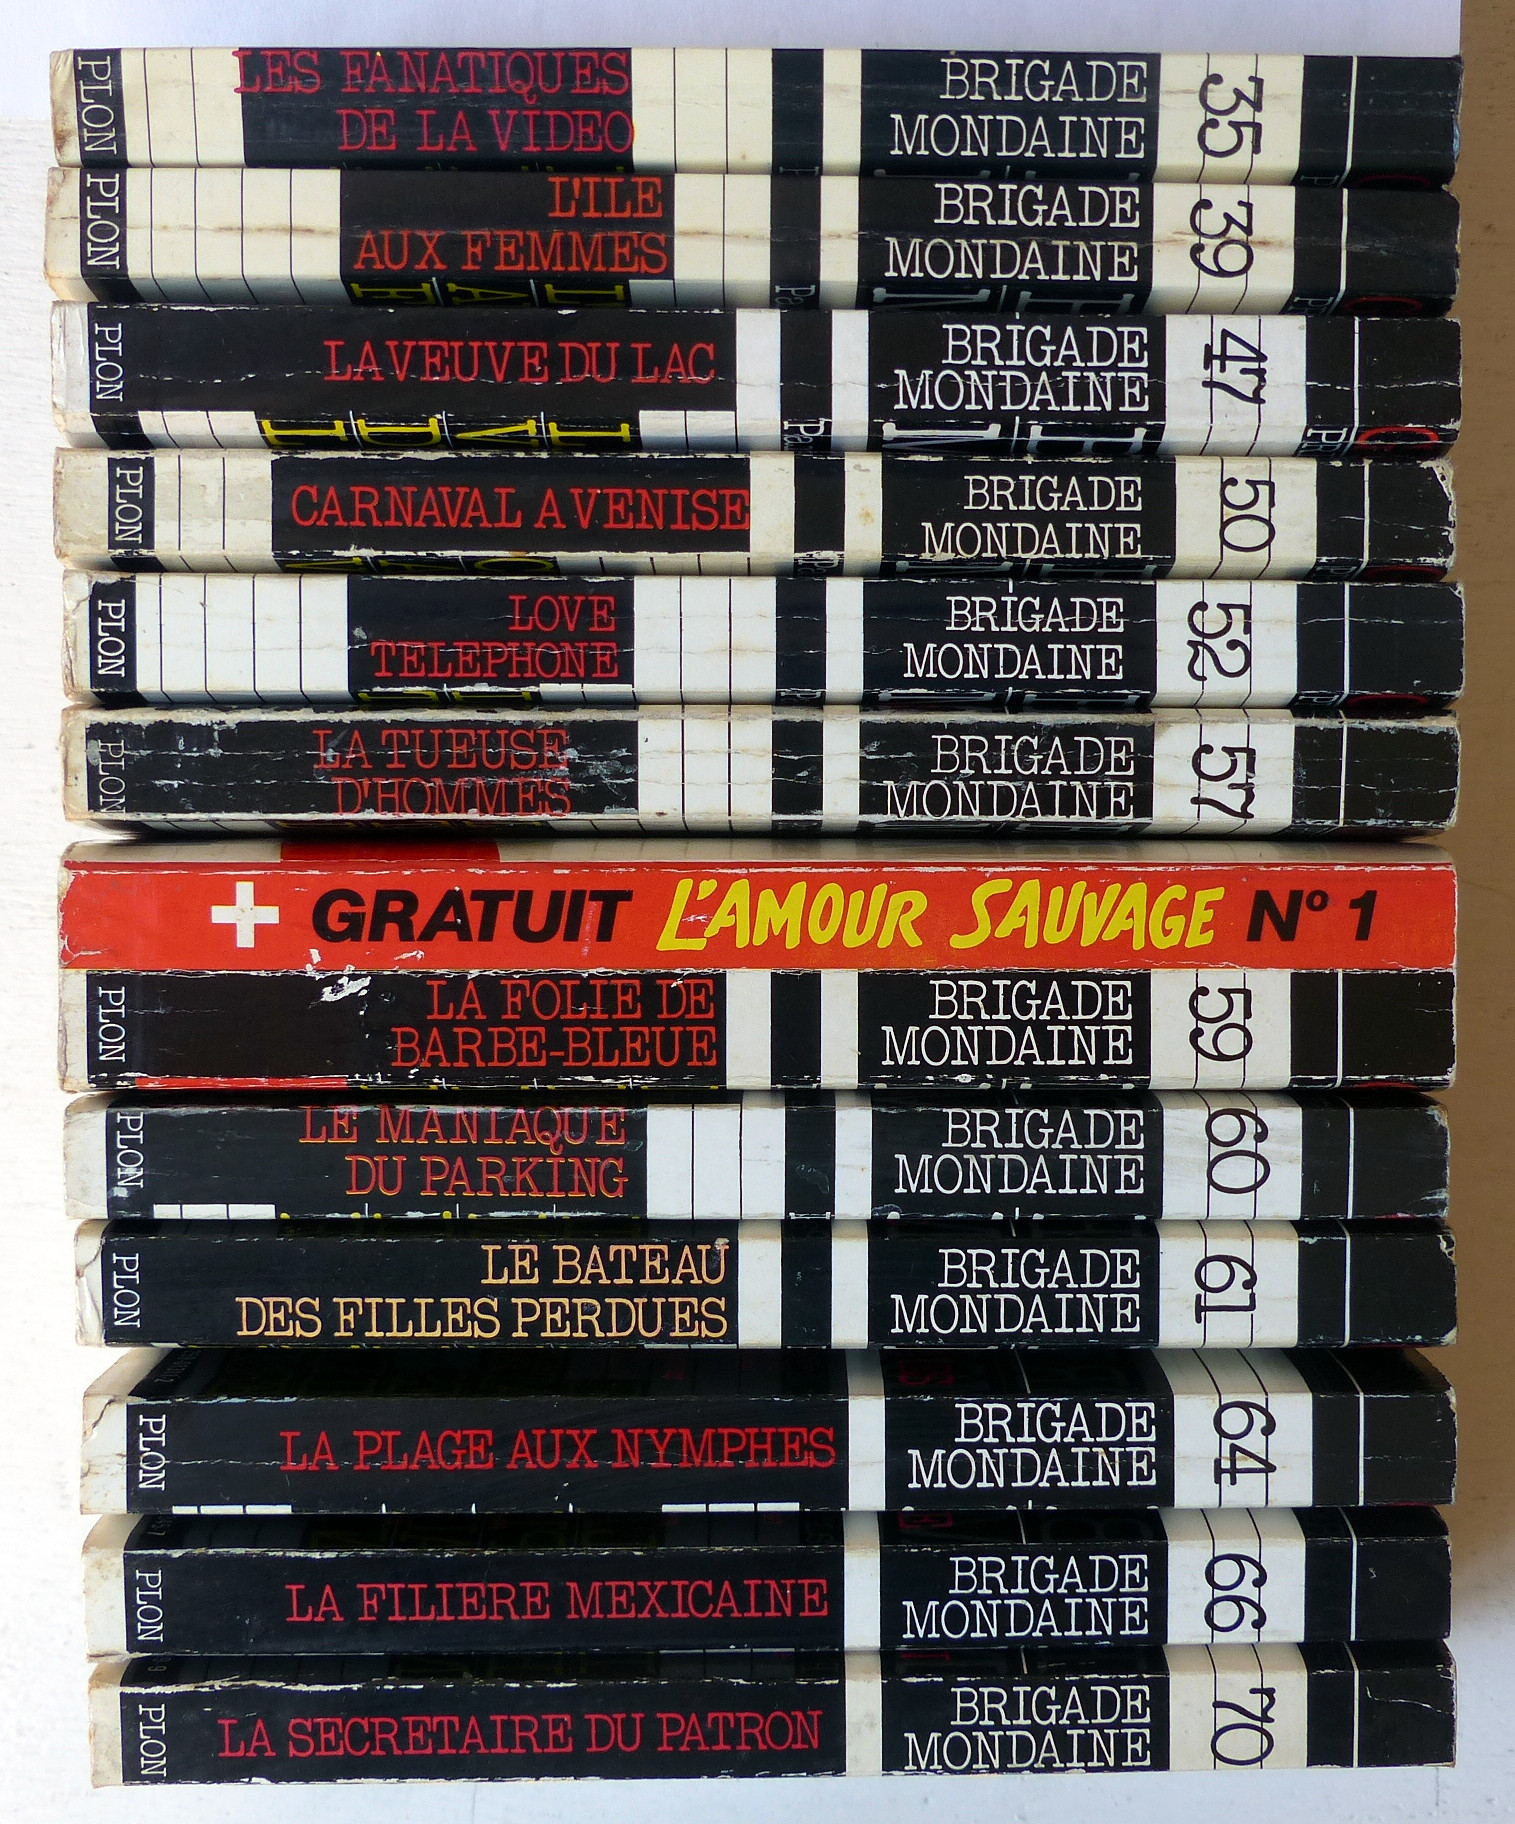 PLON
LES FANATIQUES
DE LA VIDEO
BRIGADE
MONDAINE
35
PLON
L'ILE
AUX FEMMES
BRIGADE
MONDAINE
39
PLON
LA VEUVE DU LAC
BRIGADE
MONDAINE
47
PLON
CARNAVAL A VENISE
BRIGADE
MONDAINE
50
PLON
LOVE
TELEPHONE
BRIGADE
MONDAINE
52
PLON
LA TUEUSE
D'HOMMES
BRIGADE
MONDAINE
57
+ GRATUIT L'AMOUR SAUVAGE Nº 1
PLON
LA FOLIE DE
BARBE-BLEUE
BRIGADE
MONDAINE
59
PLON
LE MANIAQUE
DU PARKING
BRIGADE
MONDAINE
60
PLON
LE BATEAU
DES FILLES PERDUES
BRIGADE
MONDAINE
61
PLON
LA PLAGE AUX NYMPHES
BRIGADE
MONDAINE
64
PLON
LA FILIERE MEXICAINE
BRIGADE
MONDAINE
66
PLON
LA SECRETAIRE DU PATRON
BRIGADE
MONDAINE
70